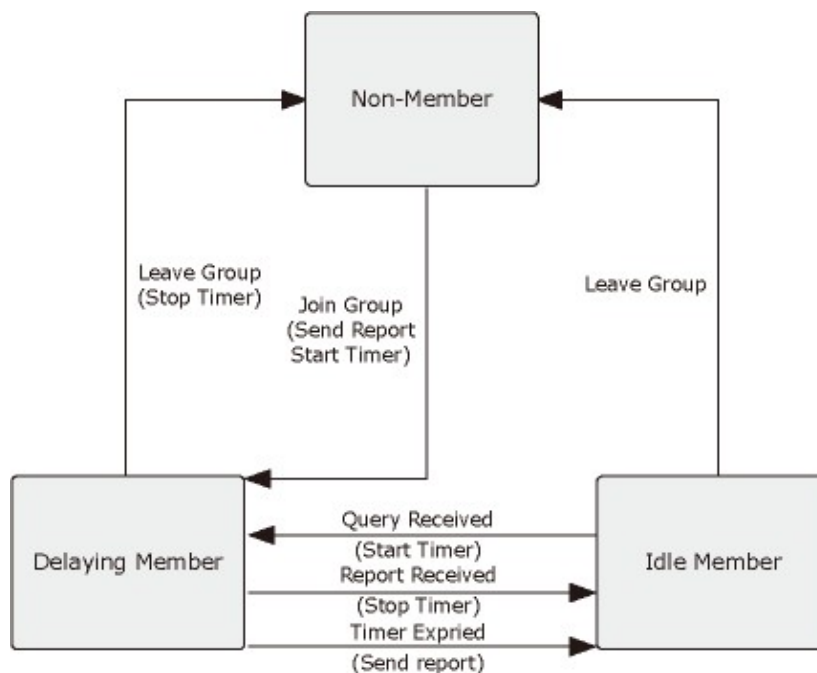 Non-Member
Leave Group
(Stop Timer)
Join Group
(Send Report
Start Timer)
Leave Group
Delaying Member
Query Received
(Start Timer)
Report Received
(Stop Timer)
Timer Expried
(Send report)
Idle Member